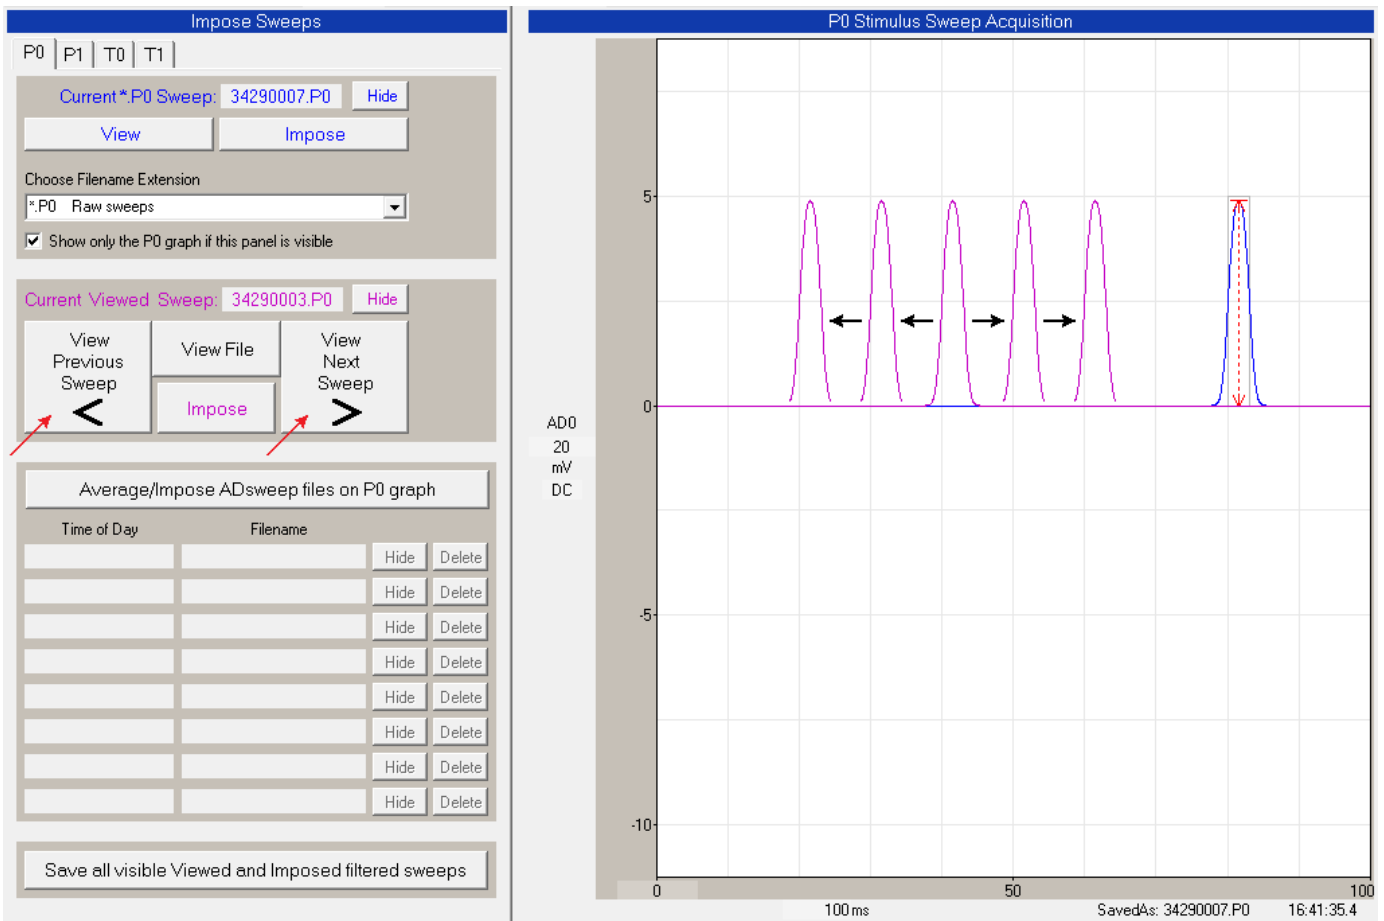 Impose Sweeps
P0 P1 T0 T1
Current *.P0 Sweep: 34290007.P0 Hide
View Impose
Choose Filename Extension
*.P0 Raw sweeps
Show only the P0 graph if this panel is visible
Current Viewed Sweep: 34290003.P0 Hide
View
Previous
Sweep
<
View File
Impose
View
Next
Sweep
>
Average/Impose ADsweep files on P0 graph
Time of Day Filename
Hide Delete
Hide Delete
Hide Delete
Hide Delete
Hide Delete
Hide Delete
Hide Delete
Hide Delete
Save all visible Viewed and Imposed filtered sweeps
P0 Stimulus Sweep Acquisition
5
0
-5
-10
AD0
20
mV
DC
0 50 100
100 ms SavedAs: 34290007.P0 16:41:35.4